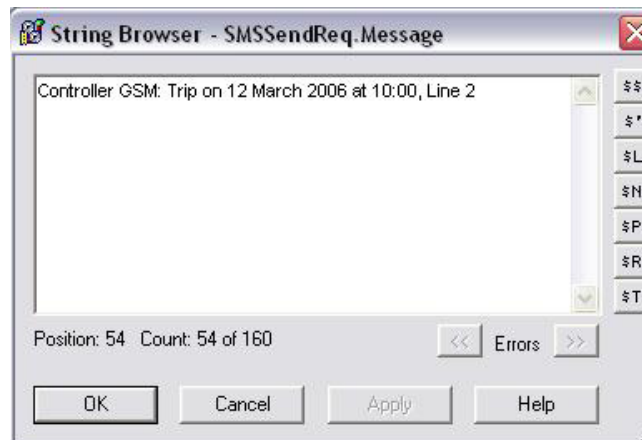 String Browser - SMSSendReq.Message
Controller GSM: Trip on 12 March 2006 at 10:00, Line 2
$$
$'
$L
$N
$P
$R
$T
Position: 54 Count: 54 of 160
<< Errors >>
OK Cancel Apply Help